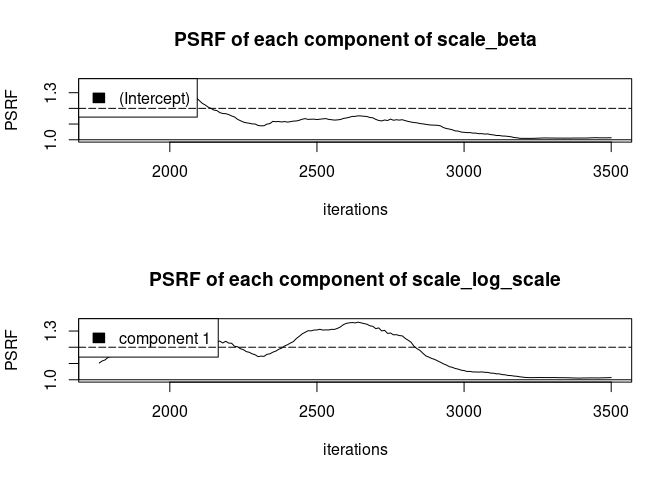 PSRF of each component of scale_beta
PSRF
1.0 1.3
(Intercept)
2000 2500 3000 3500
iterations
PSRF of each component of scale_log_scale
PSRF
1.0 1.3
component 1
2000 2500 3000 3500
iterations